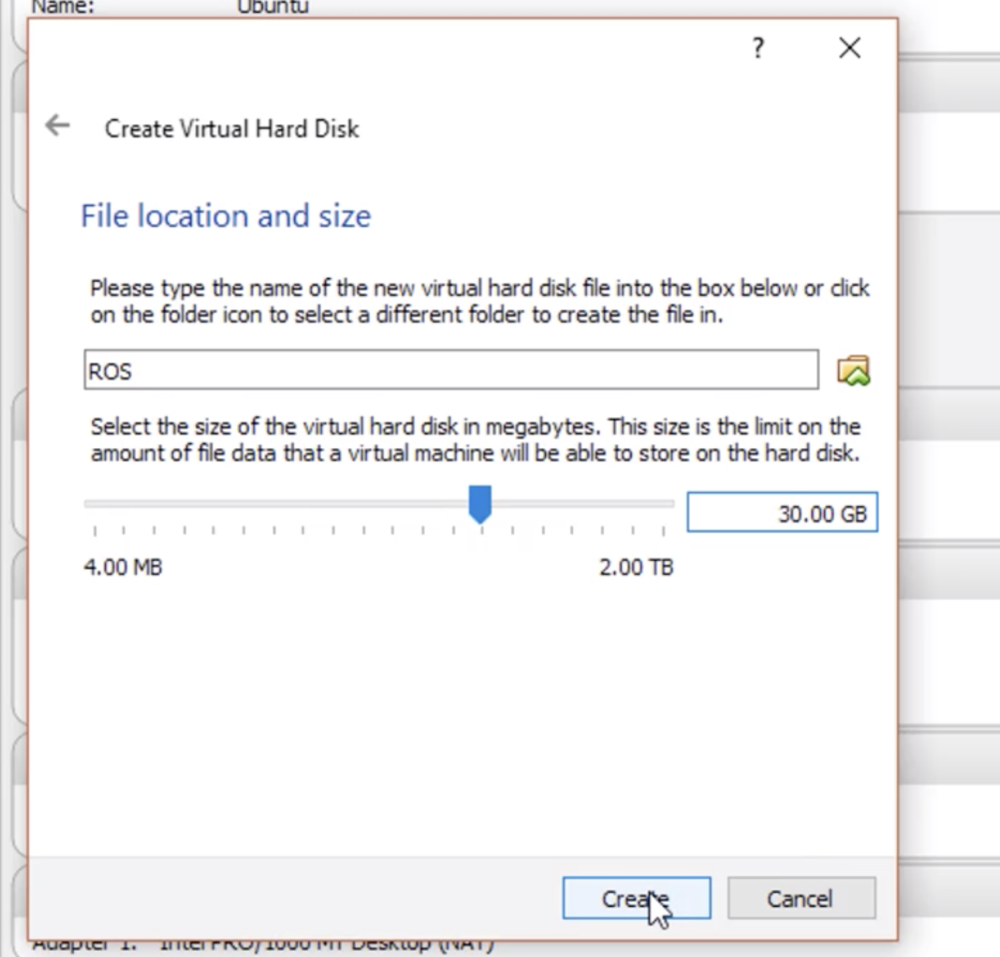 Name: Ubuntu
?
Create Virtual Hard Disk
File location and size
Please type the name of the new virtual hard disk file into the box below or click
on the folder icon to select a different folder to create the file in.
ROS
Select the size of the virtual hard disk in megabytes. This size is the limit on the
amount of file data that a virtual machine will be able to store on the hard disk.
30.00 GB
4.00 MB 2.00 TB
Create Cancel
Adapter 1: Intel PRO/1000 MT Desktop (NAT)